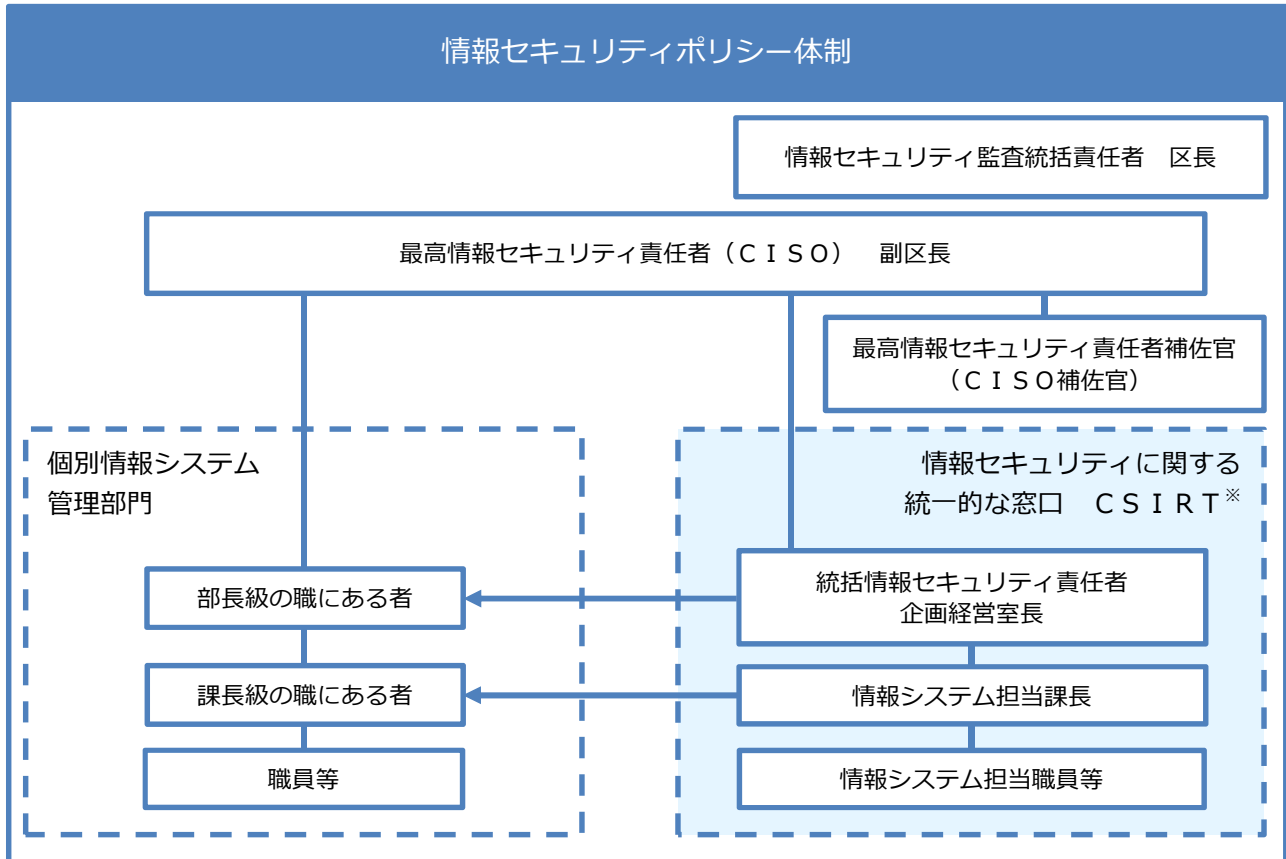 情報セキュリティポリシー体制
情報セキュリティ監査統括責任者　区長
最高情報セキュリティ責任者（ＣＩＳＯ）　副区長
最高情報セキュリティ責任者補佐官
（ＣＩＳＯ補佐官）
個別情報システム
管理部門
部長級の職にある者
課長級の職にある者
職員等
情報セキュリティに関する
統一的な窓口　ＣＳＩＲＴ※
統括情報セキュリティ責任者
企画経営室長
情報システム担当課長
情報システム担当職員等